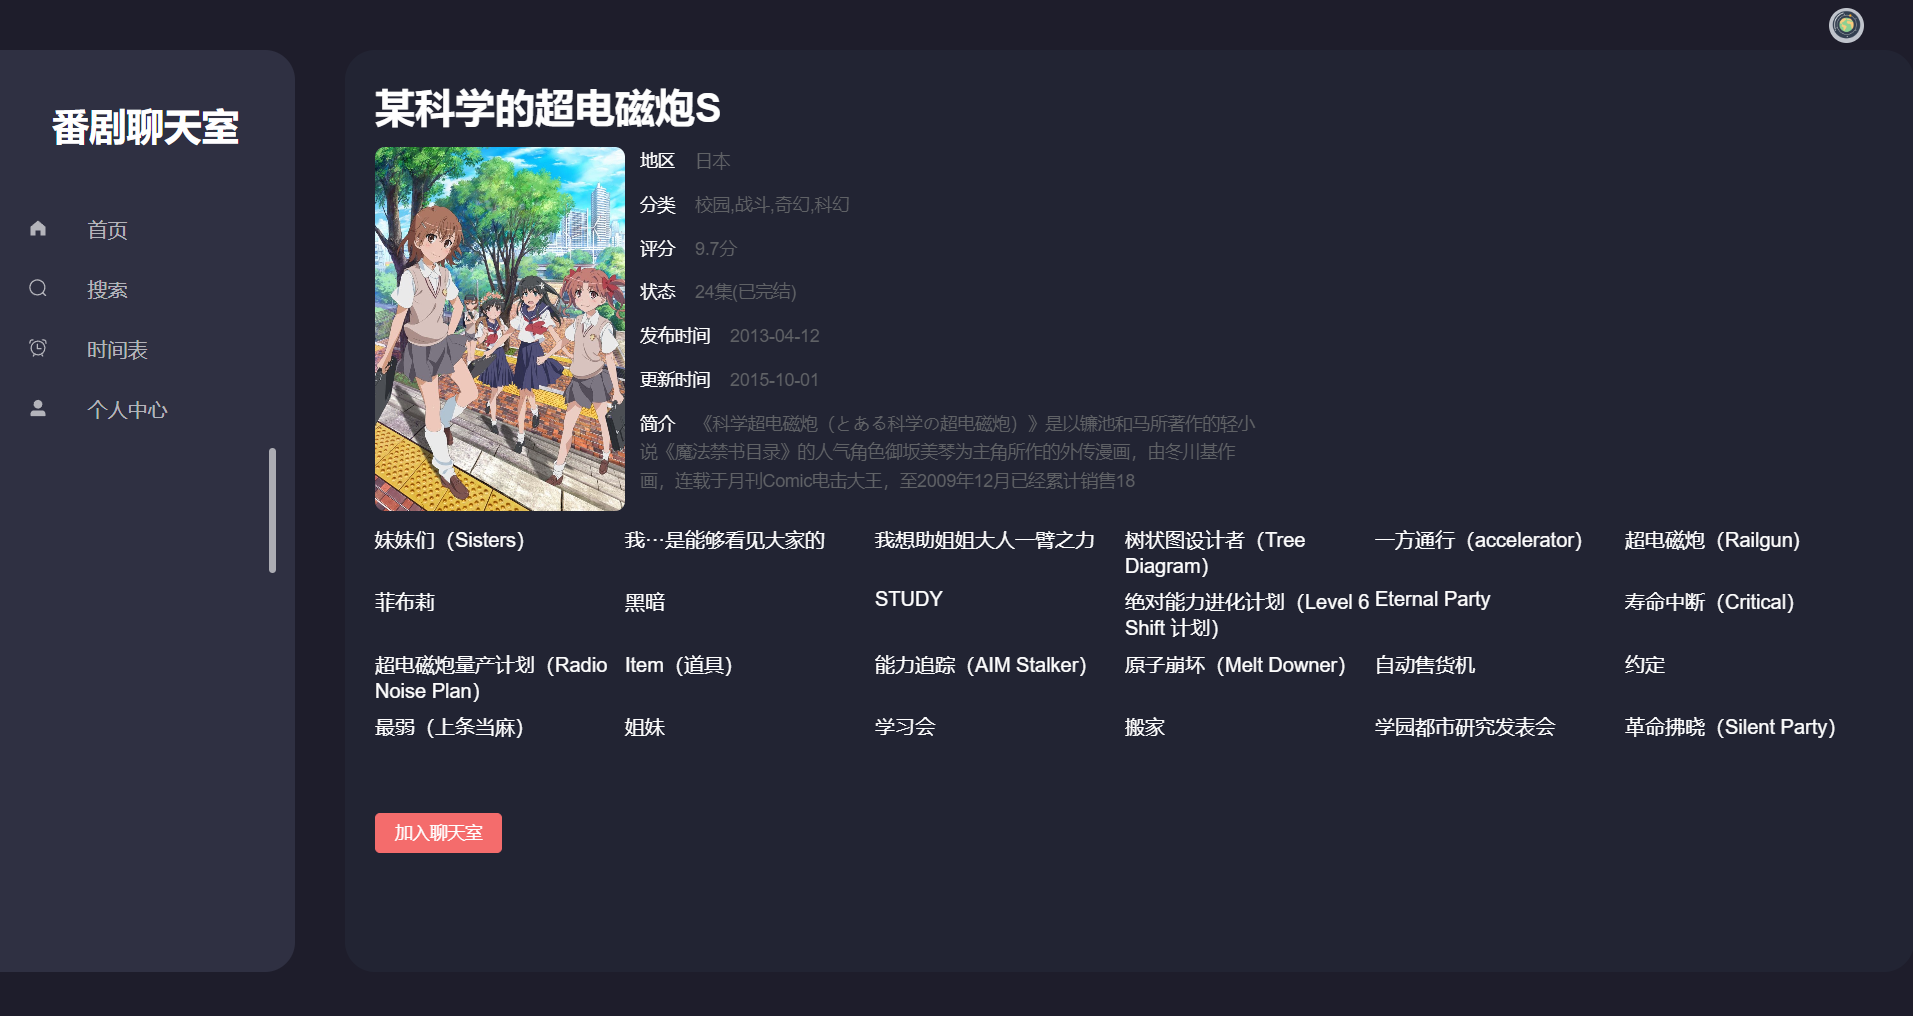 番剧聊天室
首页
搜索
时间表
个人中心
某科学的超电磁炮S
地区 日本
分类 校园,战斗,奇幻,科幻
评分 9.7分
状态 24集(已完结)
发布时间 2013-04-12
更新时间 2015-10-01
简介 《科学超电磁炮（とある科学の超电磁炮）》是以镰池和马所著作的轻小
说《魔法禁书目录》的人气角色御坂美琴为主角所作的外传漫画，由冬川基作
画，连载于月刊Comic电击大王，至2009年12月已经累计销售18
妹妹们（Sisters）
我…是能够看见大家的
我想助姐姐大人一臂之力
树状图设计者（Tree
Diagram）
一方通行（accelerator）
超电磁炮（Railgun）
菲布莉
黑暗
STUDY
绝对能力进化计划（Level 6
Shift 计划）
Eternal Party
寿命中断（Critical）
超电磁炮量产计划（Radio
Noise Plan）
Item（道具）
能力追踪（AIM Stalker）
原子崩坏（Melt Downer）
自动售货机
约定
最弱（上条当麻）
姐妹
学习会
搬家
学园都市研究发表会
革命拂晓（Silent Party）
加入聊天室